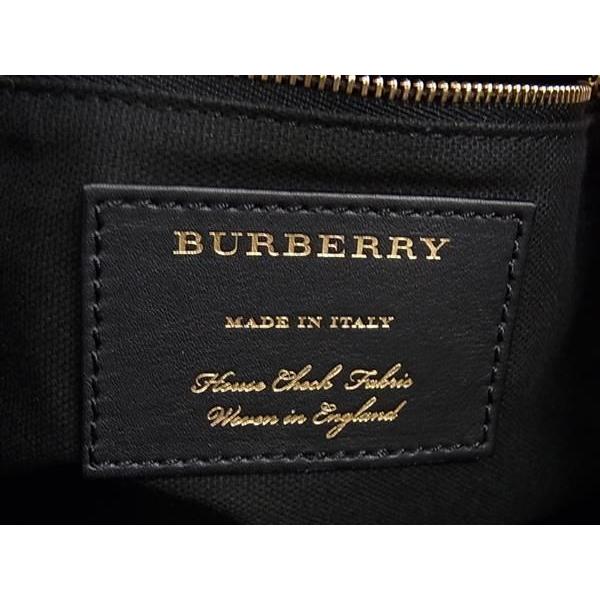 BURBERRY
MADE IN ITALY
House Check Fabric
Woven in England